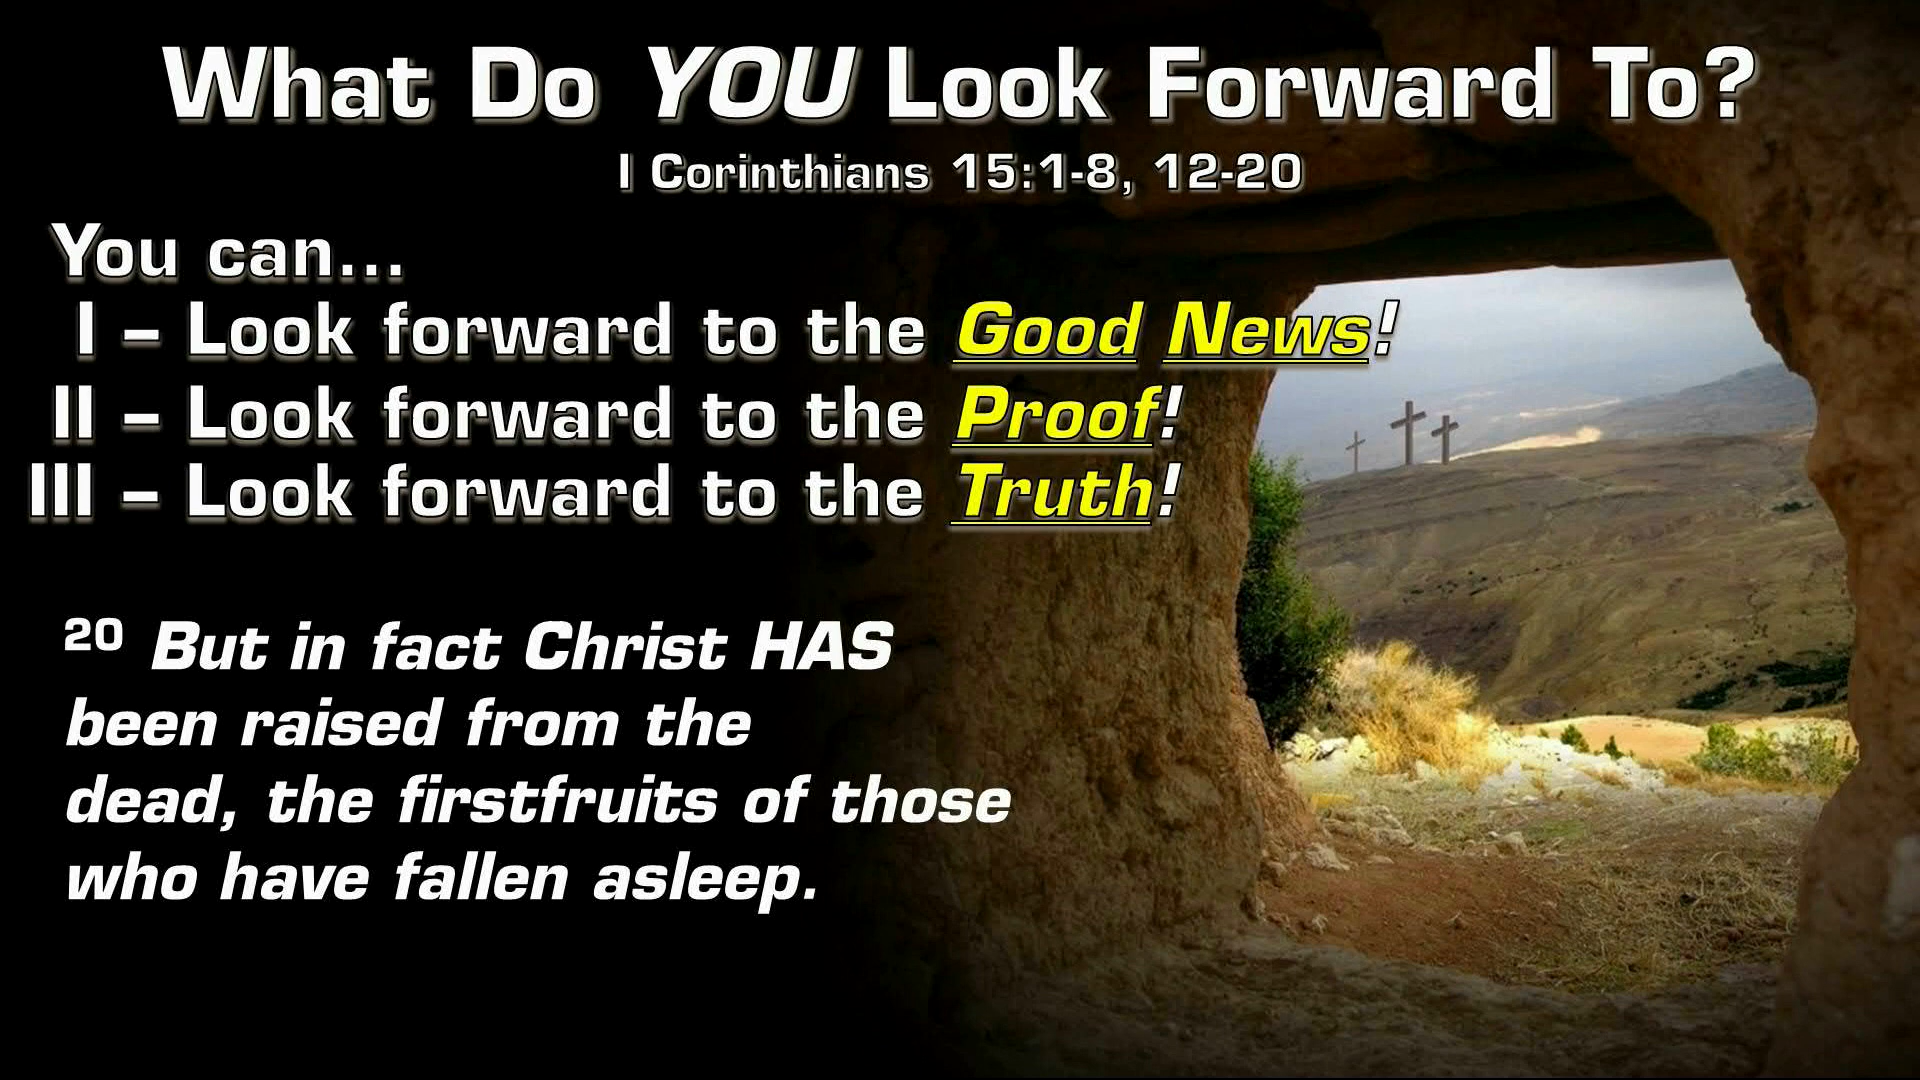 What Do YOU Look Forward To?
I Corinthians 15:1-8, 12-20
You can...
I – Look forward to the Good News!
II – Look forward to the Proof!
III – Look forward to the Truth!
20 But in fact Christ HAS
been raised from the
dead, the firstfruits of those
who have fallen asleep.